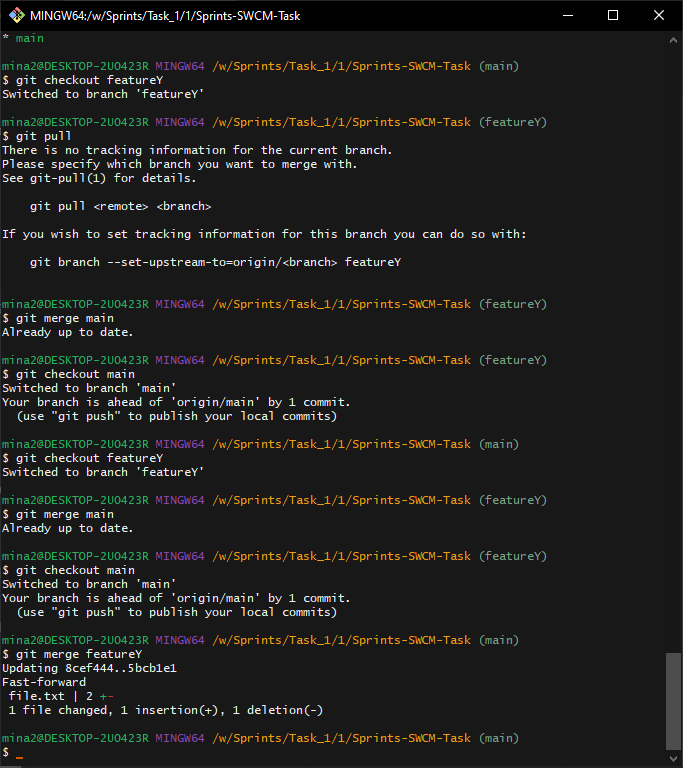 MINGW64:/w/Sprints/Task_1/1/Sprints-SWCM-Task
* main
mina2@DESKTOP-2UO423R MINGW64 /w/Sprints/Task_1/1/Sprints-SWCM-Task (main)
$ git checkout featureY
Switched to branch 'featureY'
mina2@DESKTOP-2UO423R MINGW64 /w/Sprints/Task_1/1/Sprints-SWCM-Task (featureY)
$ git pull
There is no tracking information for the current branch.
Please specify which branch you want to merge with.
See git-pull(1) for details.
git pull <remote> <branch>
If you wish to set tracking information for this branch you can do so with:
git branch --set-upstream-to=origin/<branch> featureY
mina2@DESKTOP-2UO423R MINGW64 /w/Sprints/Task_1/1/Sprints-SWCM-Task (featureY)
$ git merge main
Already up to date.
mina2@DESKTOP-2UO423R MINGW64 /w/Sprints/Task_1/1/Sprints-SWCM-Task (featureY)
$ git checkout main
Switched to branch 'main'
Your branch is ahead of 'origin/main' by 1 commit.
(use "git push" to publish your local commits)
mina2@DESKTOP-2UO423R MINGW64 /w/Sprints/Task_1/1/Sprints-SWCM-Task (main)
$ git checkout featureY
Switched to branch 'featureY'
mina2@DESKTOP-2UO423R MINGW64 /w/Sprints/Task_1/1/Sprints-SWCM-Task (featureY)
$ git merge main
Already up to date.
mina2@DESKTOP-2UO423R MINGW64 /w/Sprints/Task_1/1/Sprints-SWCM-Task (featureY)
$ git checkout main
Switched to branch 'main'
Your branch is ahead of 'origin/main' by 1 commit.
(use "git push" to publish your local commits)
mina2@DESKTOP-2UO423R MINGW64 /w/Sprints/Task_1/1/Sprints-SWCM-Task (main)
$ git merge featureY
Updating 8cef444..5bcb1e1
Fast-forward
file.txt | 2 +-
1 file changed, 1 insertion(+), 1 deletion(-)
mina2@DESKTOP-2UO423R MINGW64 /w/Sprints/Task_1/1/Sprints-SWCM-Task (main)
$